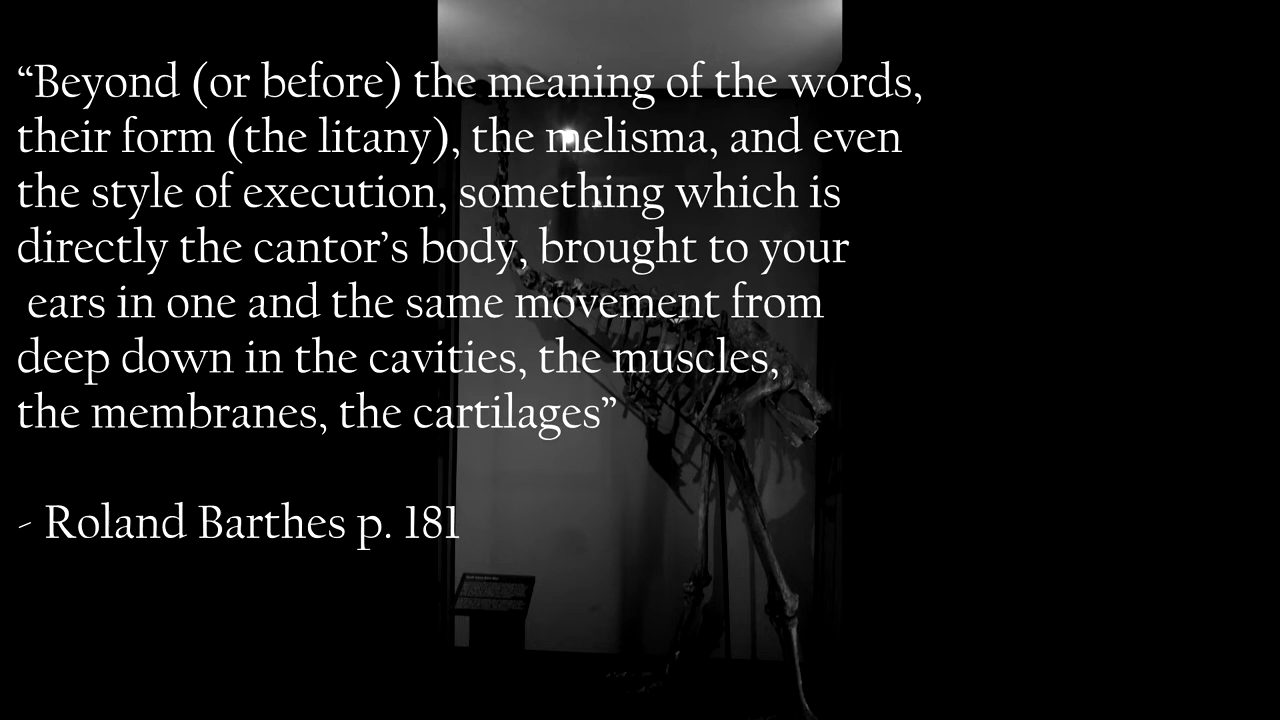 “Beyond (or before) the meaning of the words,
their form (the litany), the melisma, and even
the style of execution, something which is
directly the cantor’s body, brought to your
ears in one and the same movement from
deep down in the cavities, the muscles,
the membranes, the cartilages”
- Roland Barthes p. 181